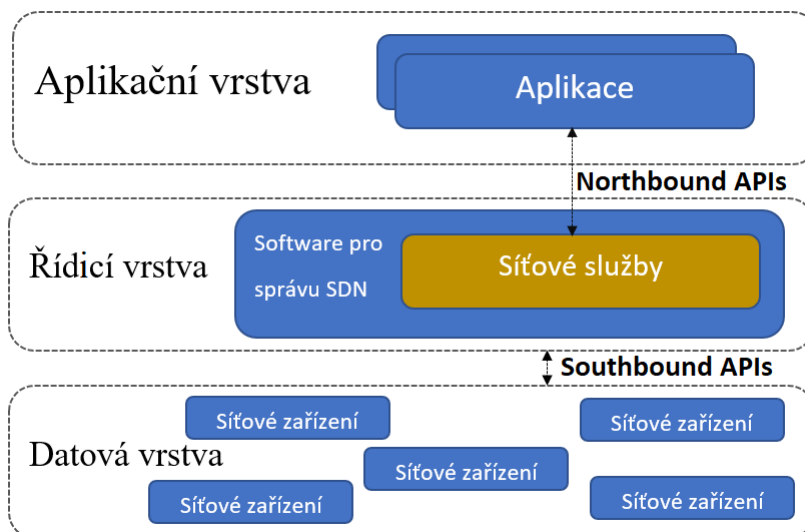 Aplikační vrstva
Aplikace
Northbound APIs
Řídicí vrstva
Software pro
správu SDN
Síťové služby
Southbound APIs
Datová vrstva
Síťové zařízení
Síťové zařízení
Síťové zařízení
Síťové zařízení
Síťové zařízení